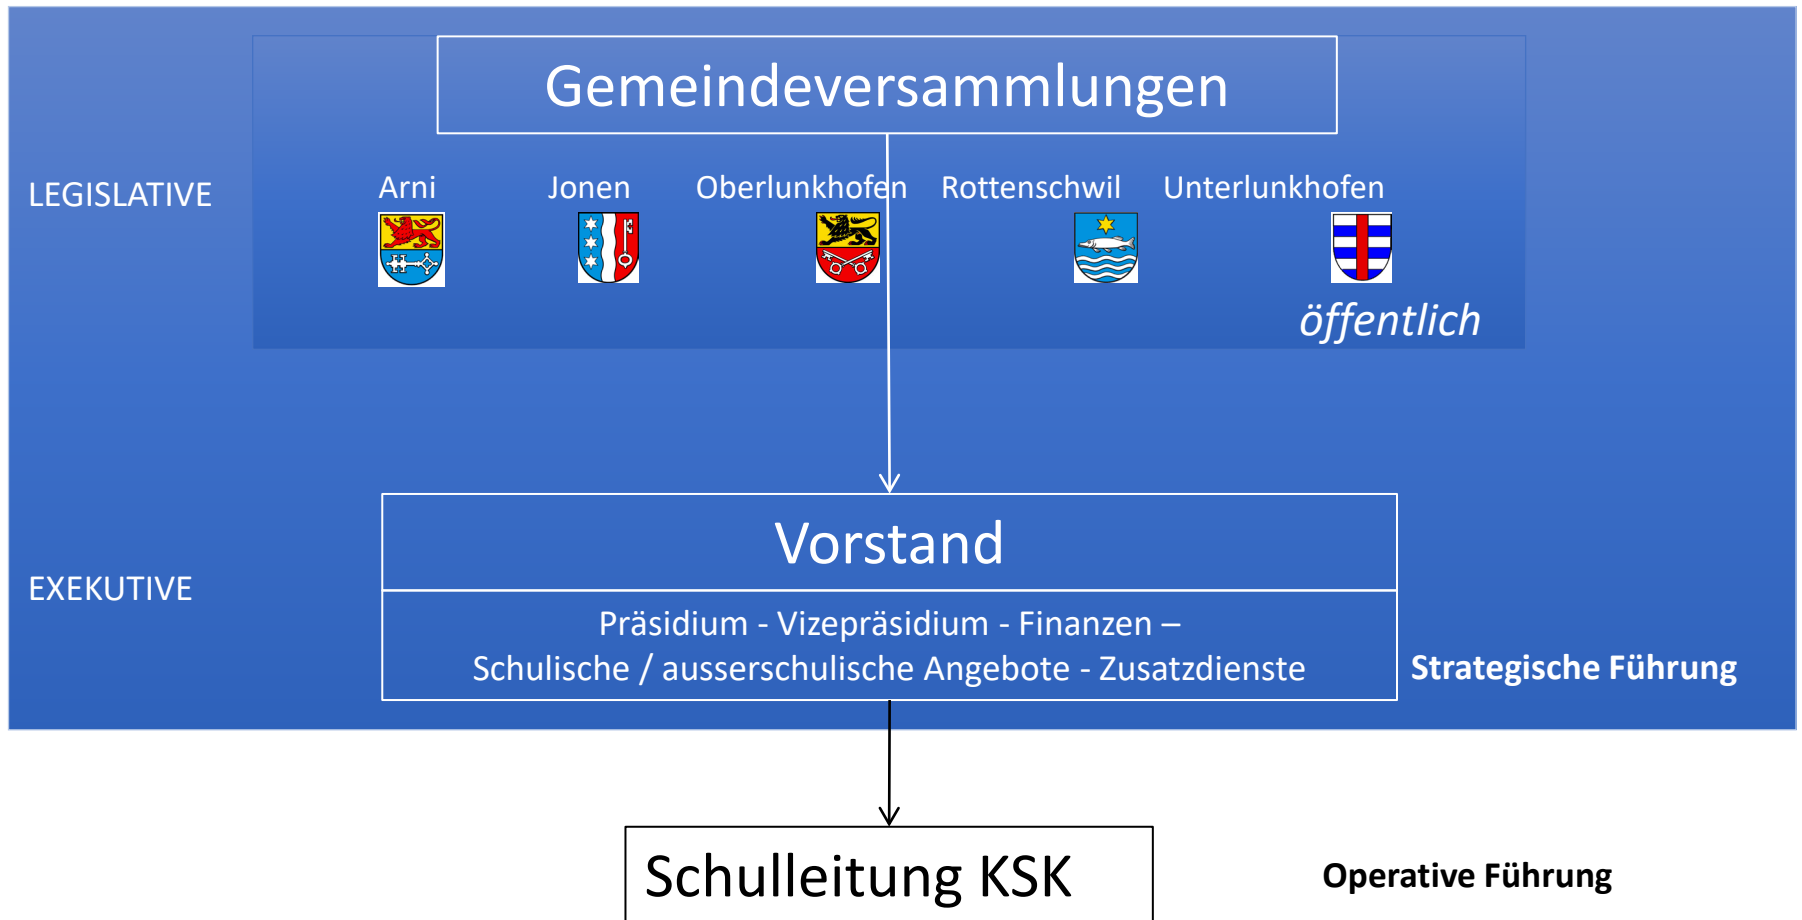 Gemeindeversammlungen
LEGISLATIVE
Arni Jonen Oberlunkhofen Rottenschwil Unterlunkhofen
öffentlich
Vorstand
EXEKUTIVE
Präsidium - Vizepräsidium - Finanzen –
Schulische / ausserschulische Angebote - Zusatzdienste
Strategische Führung
Schulleitung KSK
Operative Führung